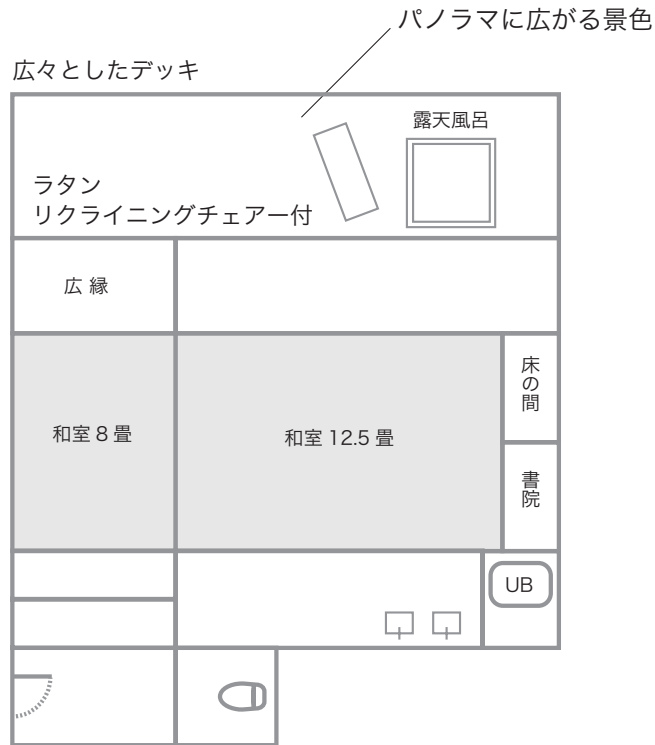 パノラマに広がる景色
広々としたデッキ
露天風呂
ラタン
リクライニングチェアー付
広 縁
床の間
和室 8 畳
和室 12.5 畳
書院
UB